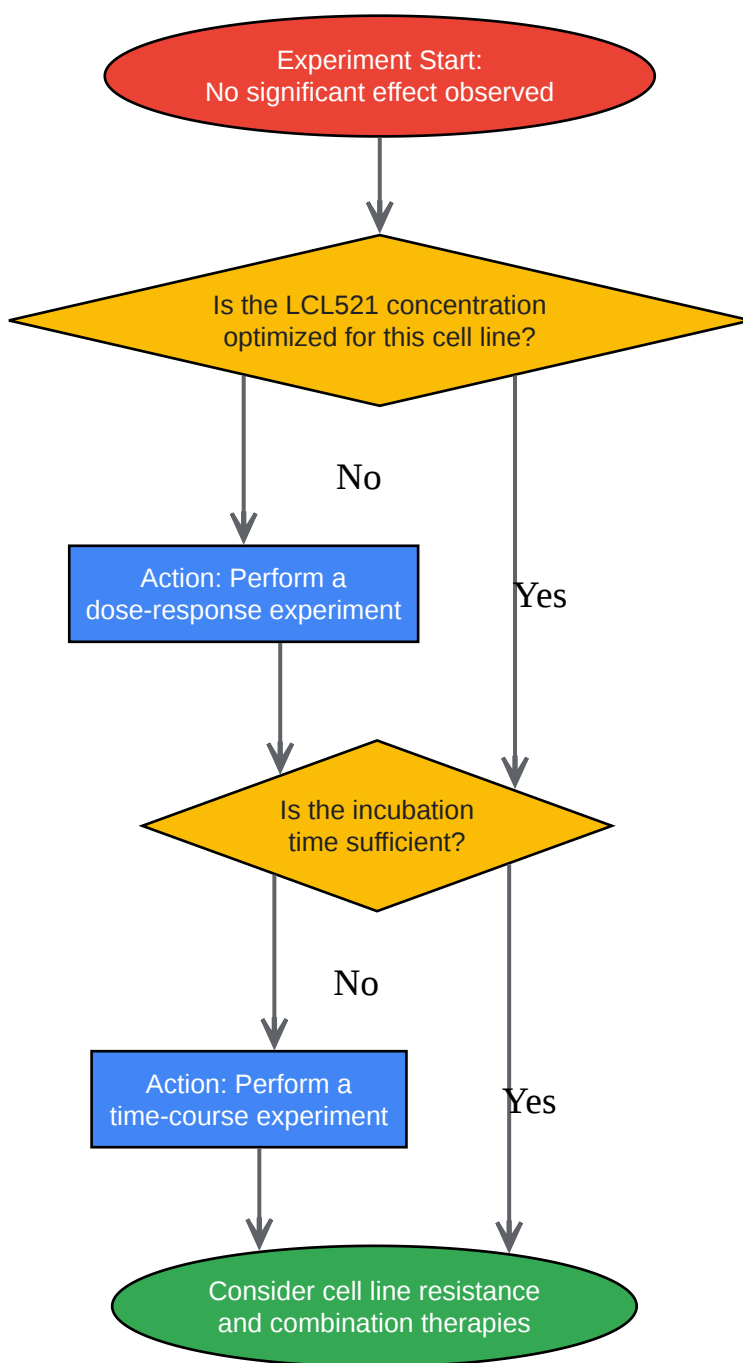 Experiment Start:
No significant effect observed
Is the LCL521 concentration
optimized for this cell line?
No
Action: Perform a
dose-response experiment
Yes
Is the incubation
time sufficient?
No
Action: Perform a
time-course experiment
Yes
Consider cell line resistance
and combination therapies